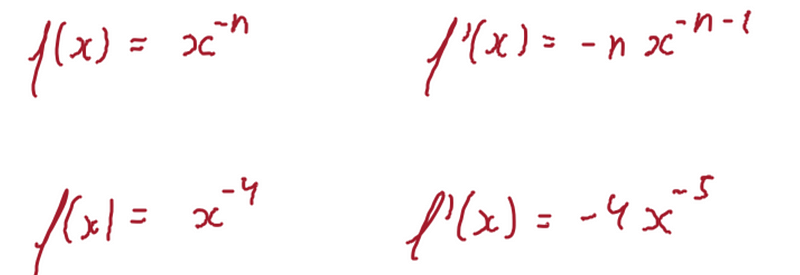 f(x) = x⁻ⁿ f'(x) = -n x⁻ⁿ⁻¹
f(x) = x⁻⁴ f'(x) = -4 x⁻⁵